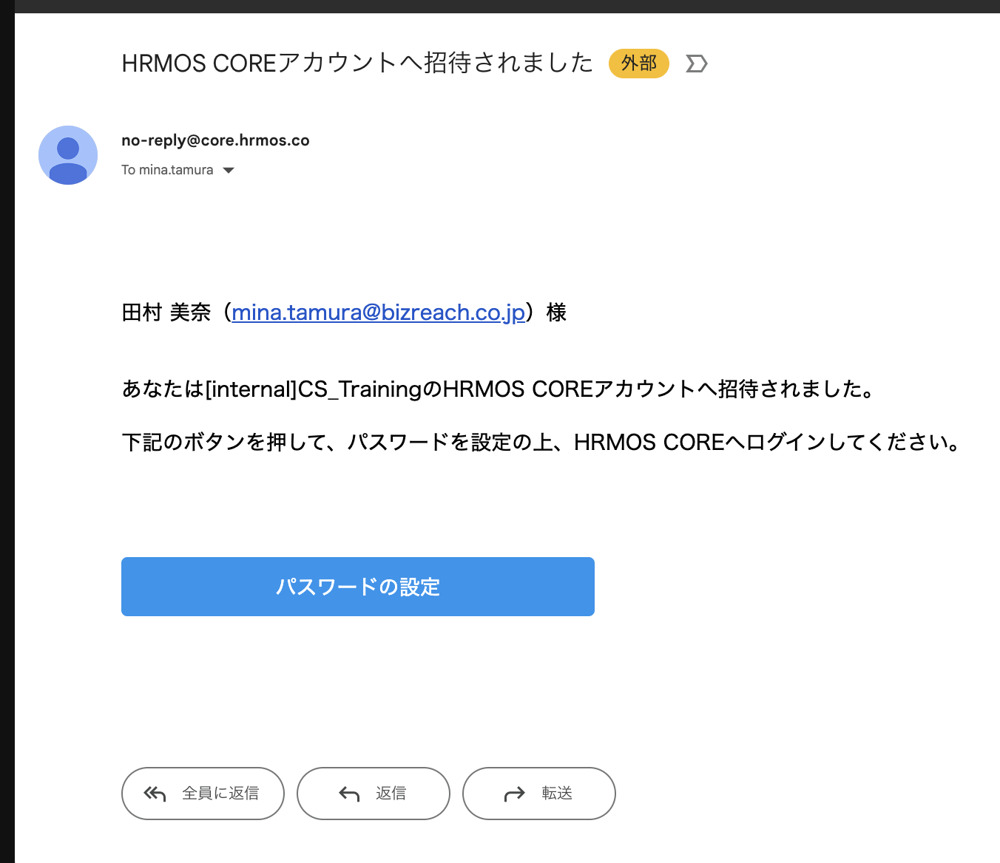 HRMOS COREアカウントへ招待されました 外部
no-reply@core.hrmos.co
To mina.tamura
田村 美奈（mina.tamura@bizreach.co.jp）様
あなたは[internal]CS_TrainingのHRMOS COREアカウントへ招待されました。
下記のボタンを押して、パスワードを設定の上、HRMOS COREへログインしてください。
パスワードの設定
全員に返信 返信 転送